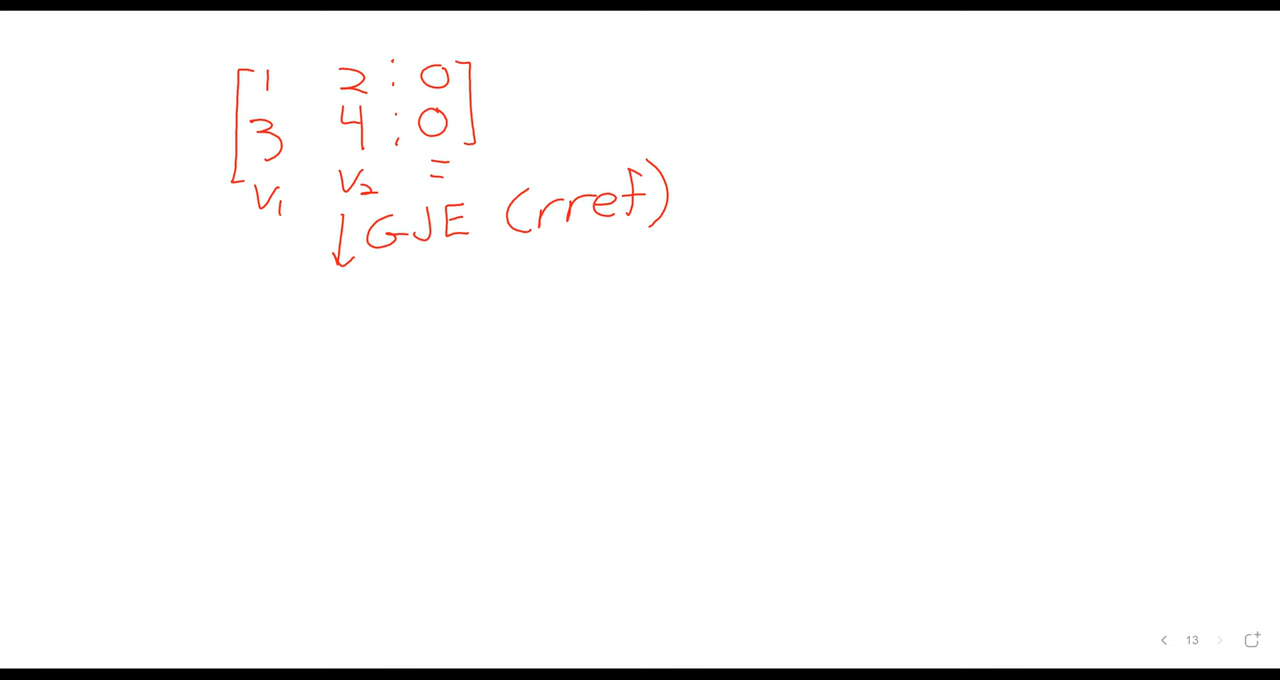 [ 1 2 : 0 ]
[ 3 4 : 0 ]
v₁ v₂ =
↓ GJE (rref)
< 13 >